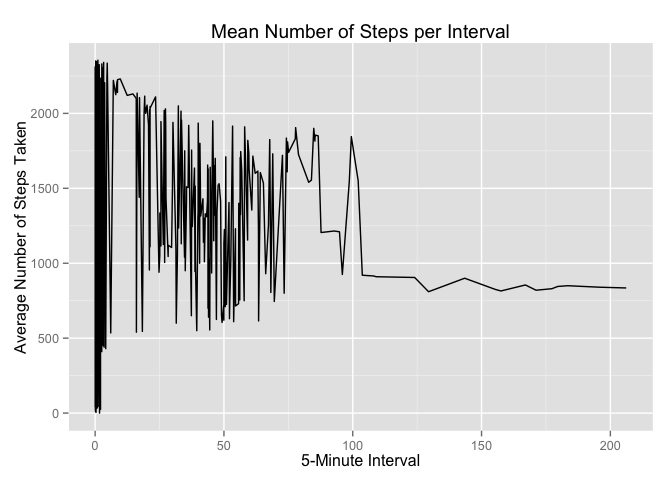 Mean Number of Steps per Interval
Average Number of Steps Taken
2000
1500
1000
500
0
0 50 100 150 200
5-Minute Interval